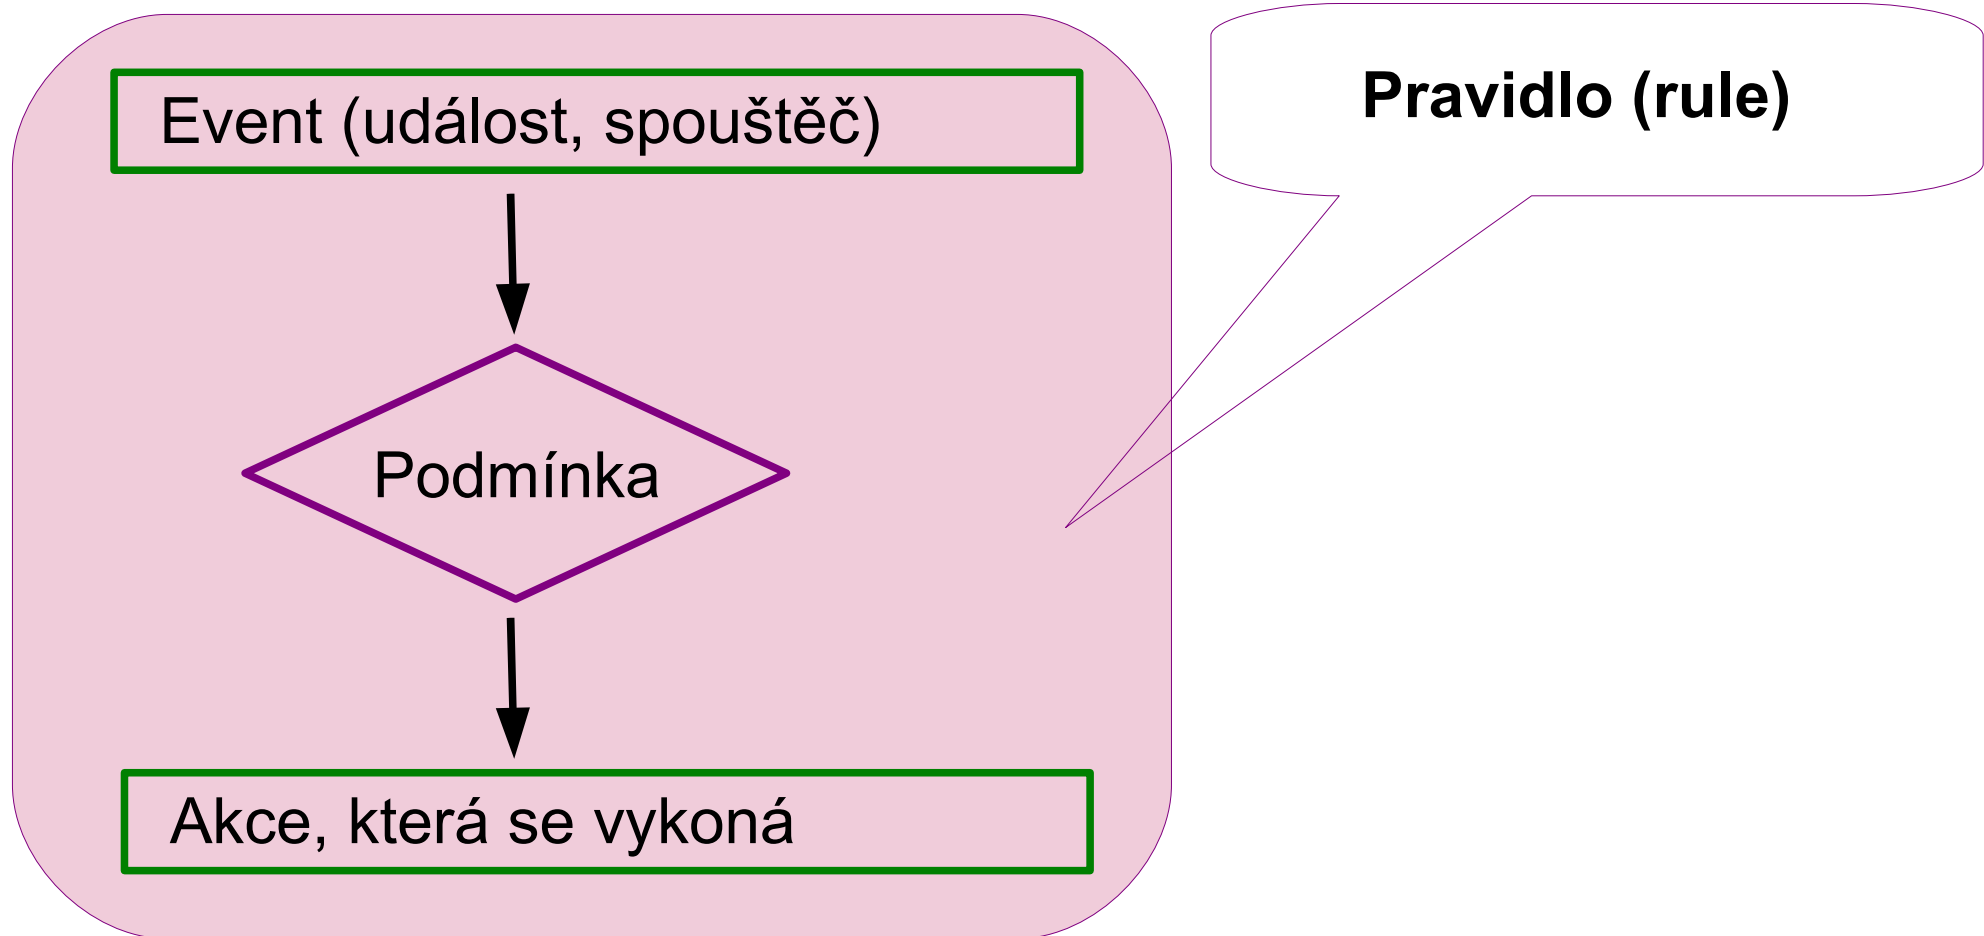 Event (událost, spouštěč)
Pravidlo (rule)
Podmínka
Akce, která se vykoná